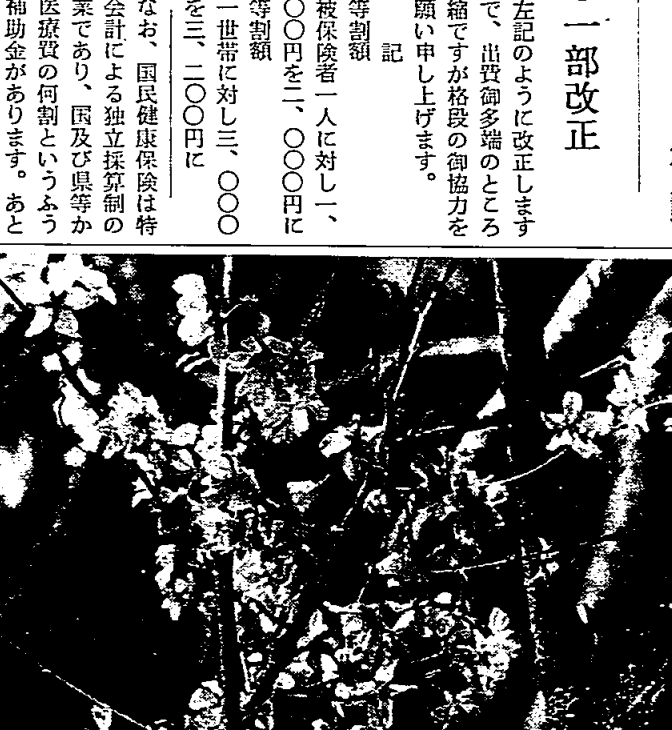 一部改正
左記のように改正します
で、出費御多端のところ
縮ですが格段の御協力を
願い申し上げます。
記
等割額
被保険者一人に対し一、
〇〇円を二、〇〇〇円に
等割額
一世帯に対し三、〇〇〇
を三、二〇〇円に
なお、国民健康保険は特
会計による独立採算制の
業であり、国及び県等か
医療費の何割というふう
補助金があります。あと